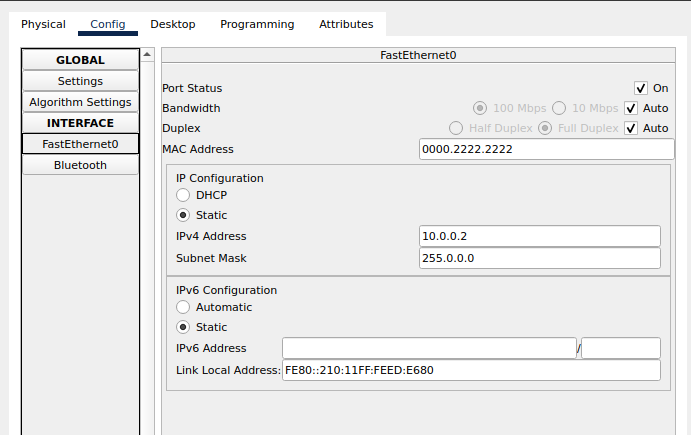 Physical Config Desktop Programming Attributes
GLOBAL
Settings
Algorithm Settings
INTERFACE
FastEthernet0
Bluetooth
FastEthernet0
Port Status On
Bandwidth 100 Mbps 10 Mbps Auto
Duplex Half Duplex Full Duplex Auto
MAC Address 0000.2222.2222
IP Configuration
DHCP
Static
IPv4 Address 10.0.0.2
Subnet Mask 255.0.0.0
IPv6 Configuration
Automatic
Static
IPv6 Address /
Link Local Address: FE80::210:11FF:FEED:E680